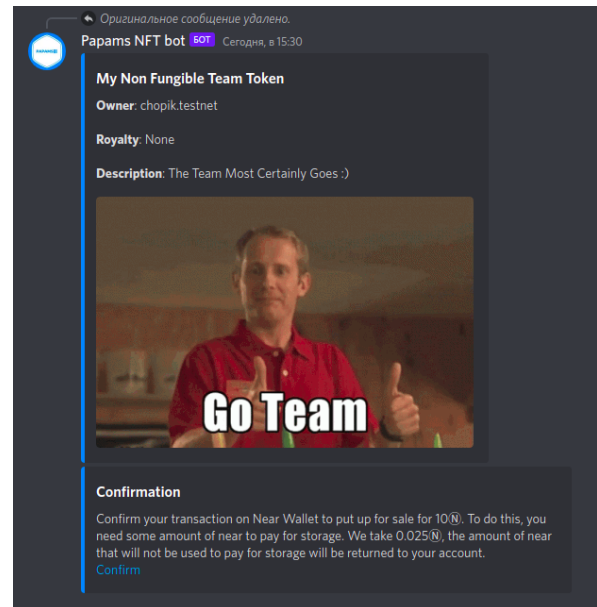 Оригинальное сообщение удалено.
Papams NFT bot БОТ Сегодня, в 15:30
My Non Fungible Team Token
Owner: chopik.testnet
Royalty: None
Description: The Team Most Certainly Goes :)
Go Team
Confirmation
Confirm your transaction on Near Wallet to put up for sale for 10Ⓝ. To do this, you
need some amount of near to pay for storage. We take 0.025Ⓝ, the amount of near
that will not be used to pay for storage will be returned to your account.
Confirm